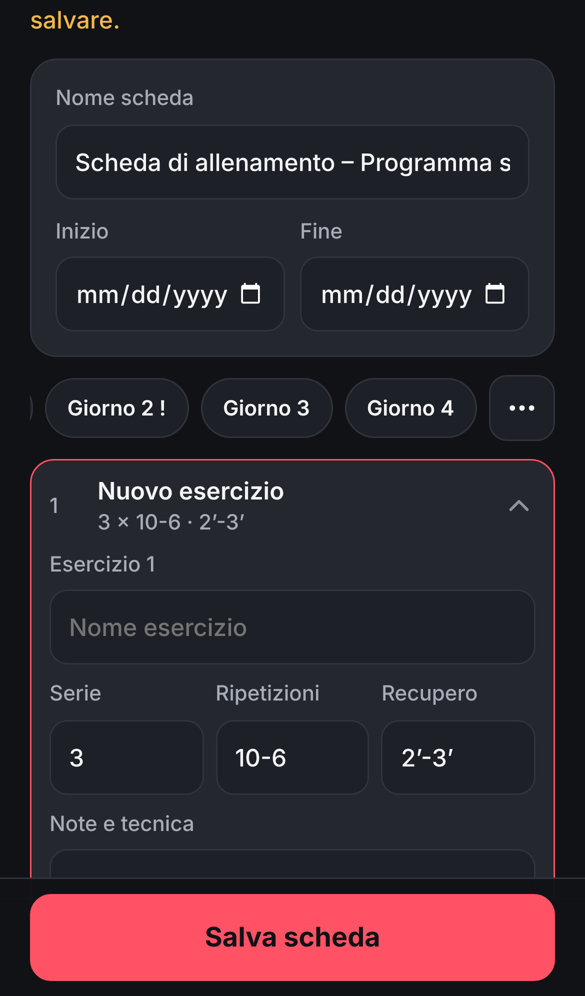 salvare.
Nome scheda
Scheda di allenamento – Programma s
Inizio
Fine
mm/dd/yyyy
mm/dd/yyyy
Giorno 2 !
Giorno 3
Giorno 4
•••
1
Nuovo esercizio
3 × 10-6 · 2′-3′
Esercizio 1
Nome esercizio
Serie
Ripetizioni
Recupero
3
10-6
2′-3′
Note e tecnica
Salva scheda